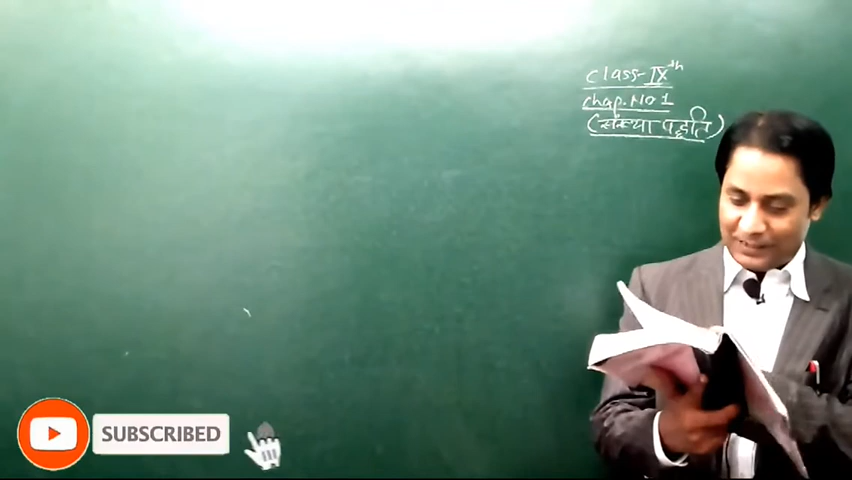 Class-IXth
Chap. No 1
(संख्या पद्धति)
SUBSCRIBED